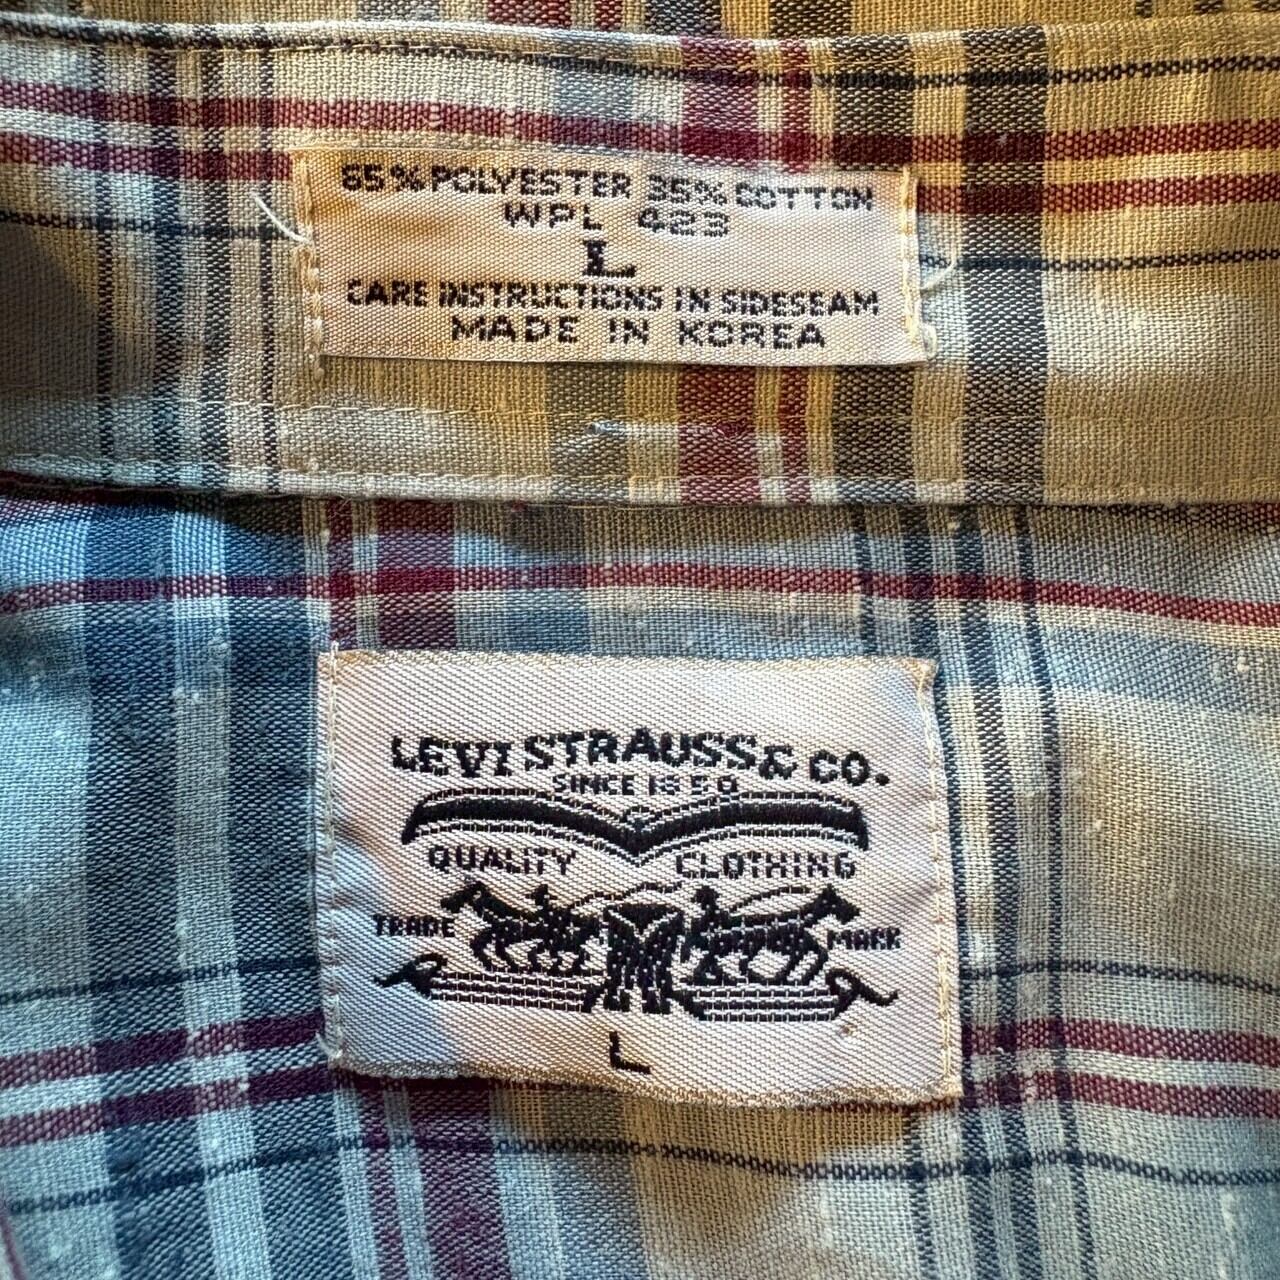 65% POLYESTER 35% COTTON
WPL 423
L
CARE INSTRUCTIONS IN SIDESEAM
MADE IN KOREA
LEVI STRAUSS & CO.
SINCE 1850
QUALITY CLOTHING
TRADE MARK
L